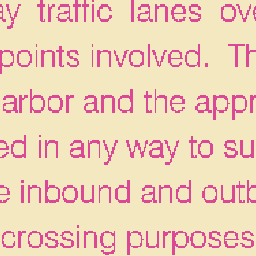 ay traffic lanes ove
points involved. Th
arbor and the appr
ed in any way to su
e inbound and outb
crossing purposes